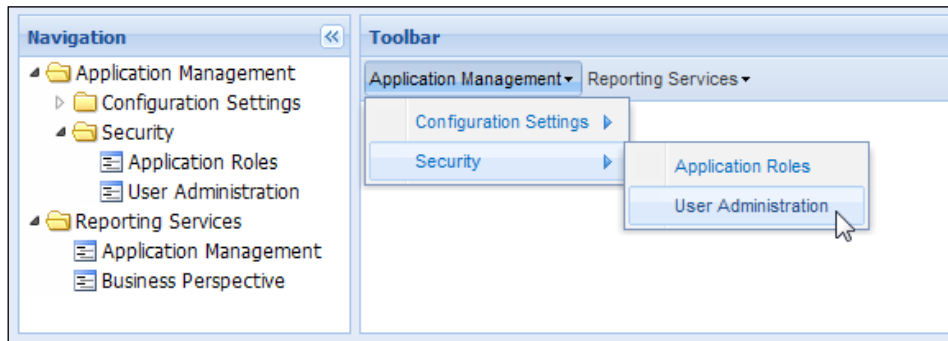 Navigation
Application Management
Configuration Settings
Security
Application Roles
User Administration
Reporting Services
Application Management
Business Perspective
Toolbar
Application Management Reporting Services
Configuration Settings
Security
Application Roles
User Administration